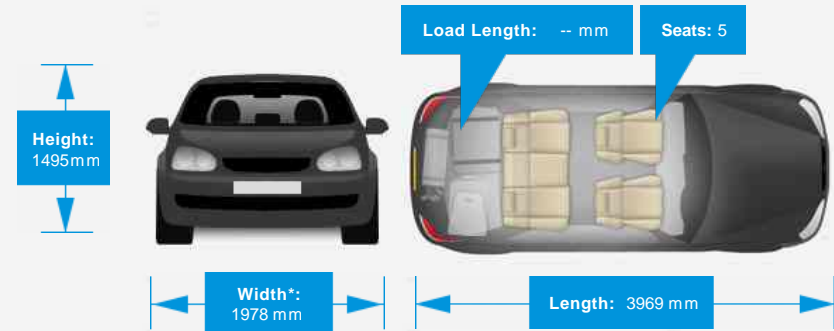 Load Length: -- mm
Seats: 5
Height:
1495mm
Width*:
1978 mm
Length: 3969 mm